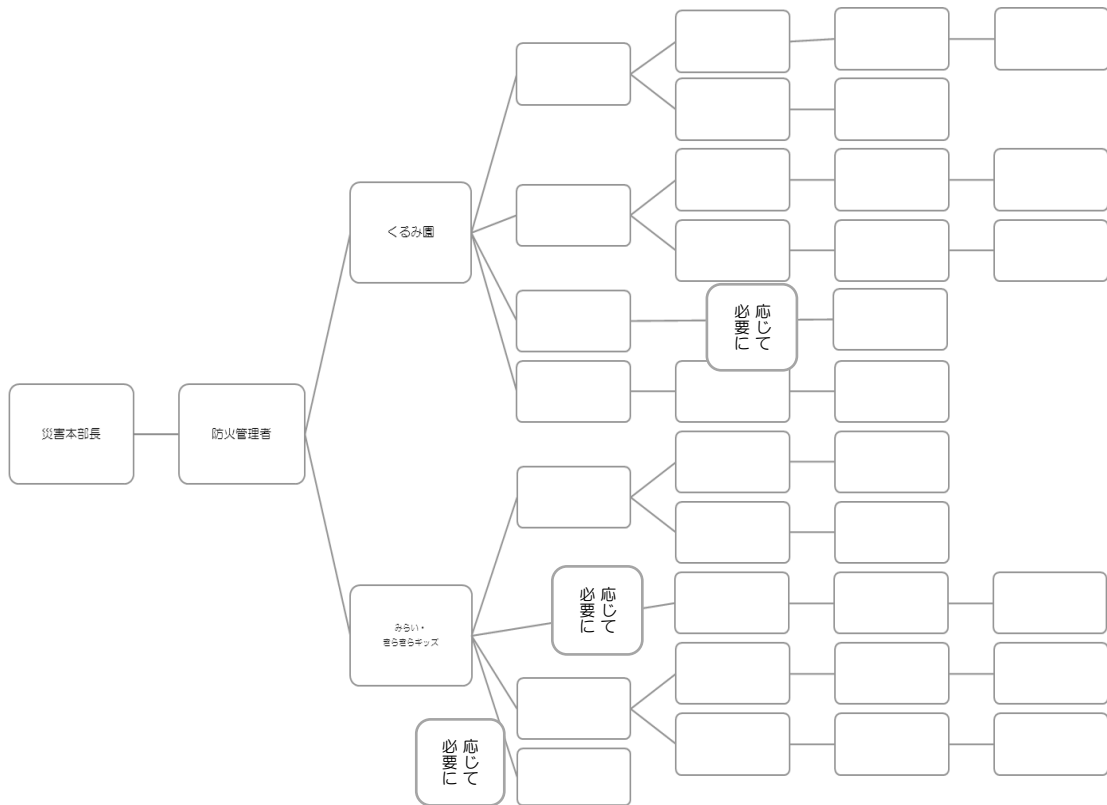 くるみ園
必要に
応じて
災害本部長
防火管理者
必要に
応じて
みらい・
きらきらキッズ
必要に
応じて